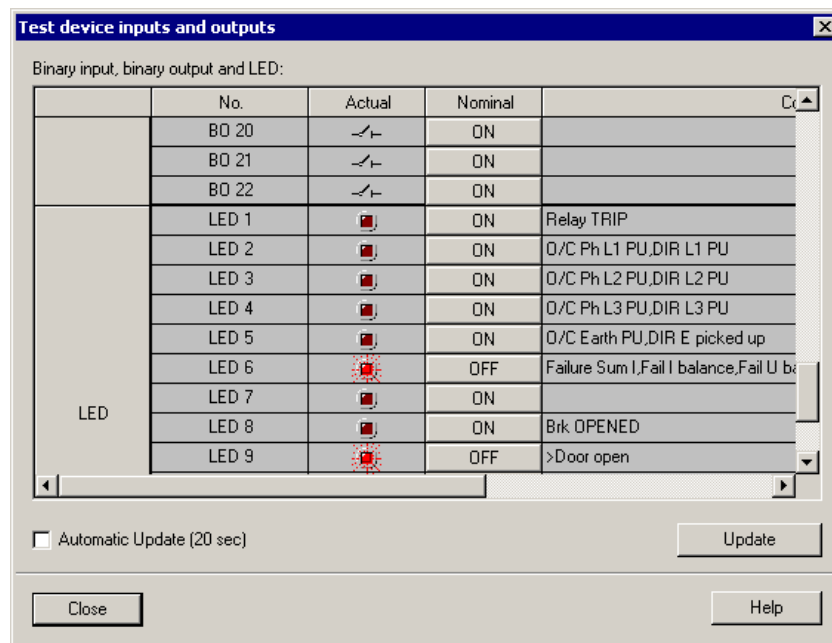 Test device inputs and outputs
Binary input, binary output and LED:
No. Actual Nominal
BO 20 ON
BO 21 ON
BO 22 ON
LED
LED 1 ON Relay TRIP
LED 2 ON O/C Ph L1 PU,DIR L1 PU
LED 3 ON O/C Ph L2 PU,DIR L2 PU
LED 4 ON O/C Ph L3 PU,DIR L3 PU
LED 5 ON O/C Earth PU,DIR E picked up
LED 6 OFF Failure Sum I,Fail I balance,Fail U
LED 7 ON
LED 8 ON Brk OPENED
LED 9 OFF >Door open
Automatic Update (20 sec) Update
Close Help